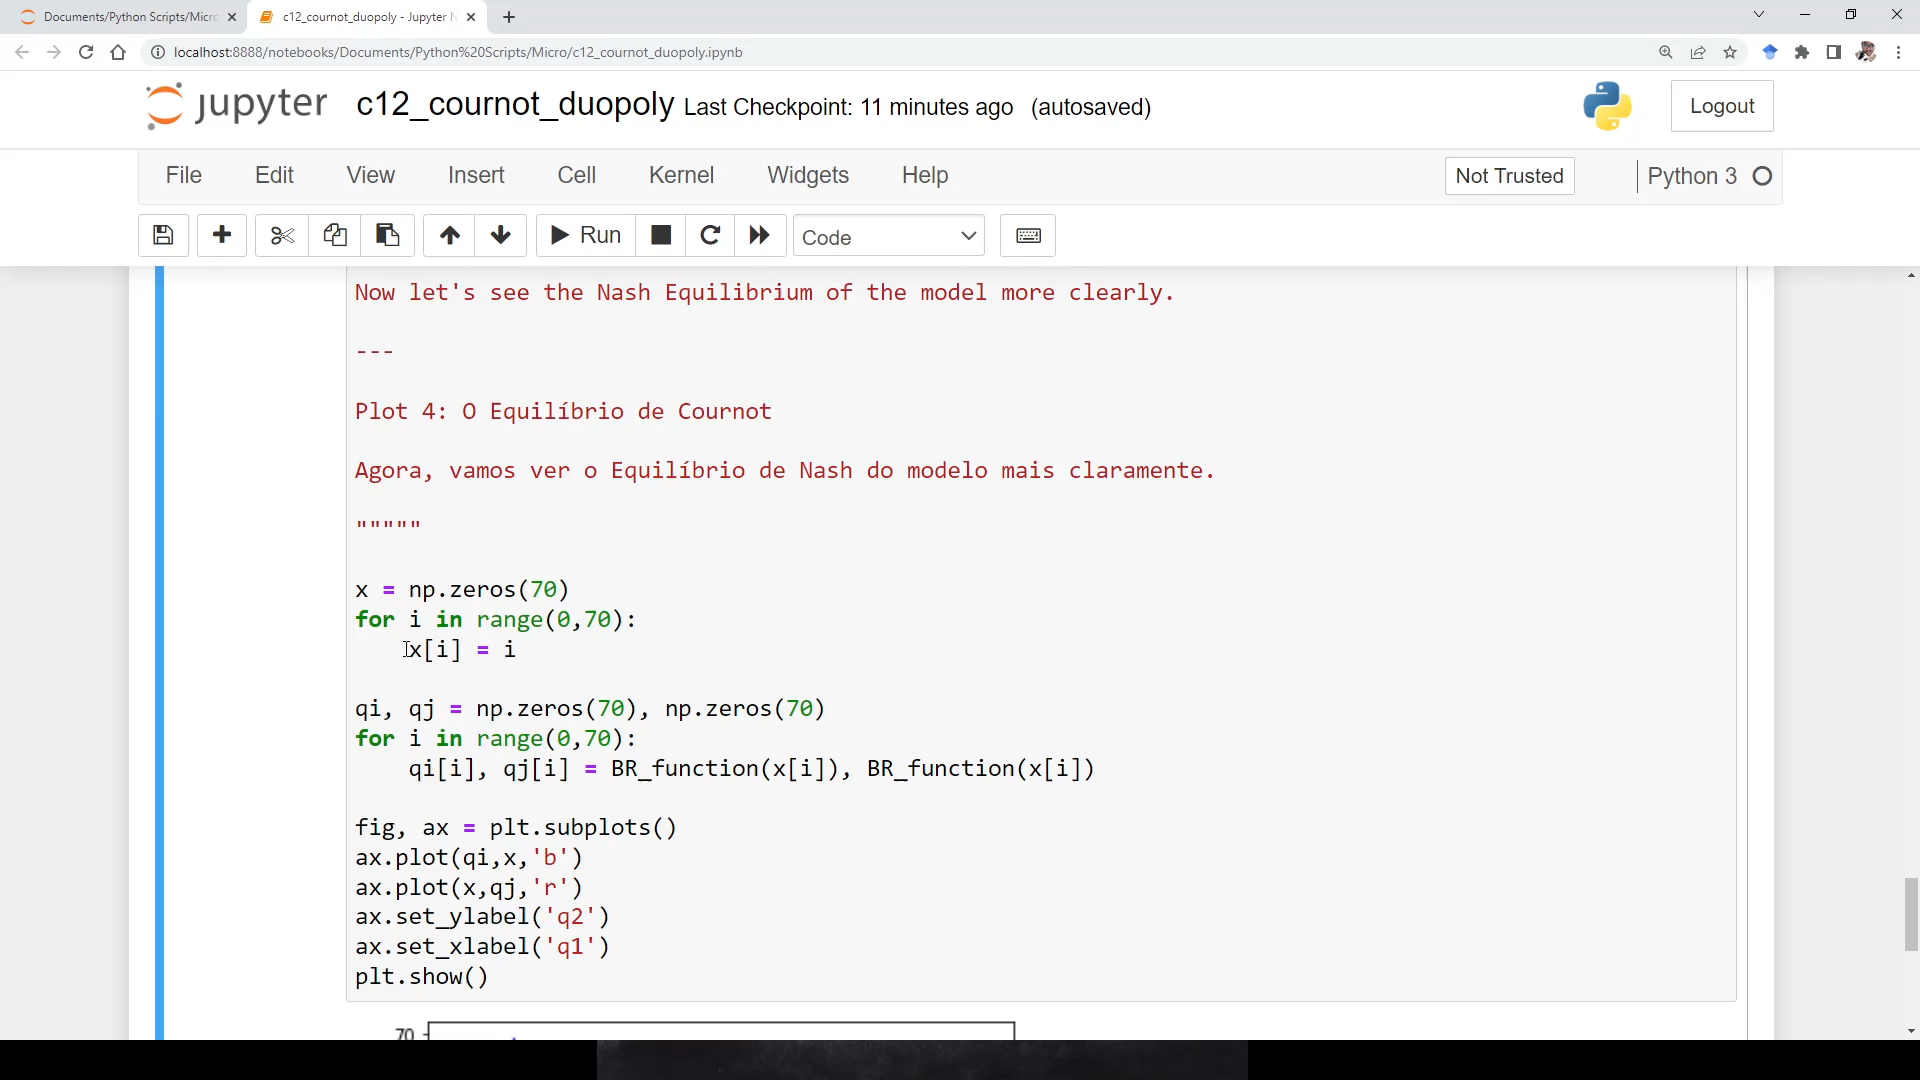 Documents/Python Scripts/Micro
c12_cournot_duopoly - Jupyter N
localhost:8888/notebooks/Documents/Python%20Scripts/Micro/c12_cournot_duopoly.ipynb
jupyter c12_cournot_duopoly Last Checkpoint: 11 minutes ago (autosaved)
Logout
File Edit View Insert Cell Kernel Widgets Help
Not Trusted
Python 3
Run
Code
Now let's see the Nash Equilibrium of the model more clearly.
---
Plot 4: O Equilíbrio de Cournot
Agora, vamos ver o Equilíbrio de Nash do modelo mais claramente.
"""""
x = np.zeros(70)
for i in range(0,70):
    x[i] = i
qi, qj = np.zeros(70), np.zeros(70)
for i in range(0,70):
    qi[i], qj[i] = BR_function(x[i]), BR_function(x[i])
fig, ax = plt.subplots()
ax.plot(qi,x,'b')
ax.plot(x,qj,'r')
ax.set_ylabel('q2')
ax.set_xlabel('q1')
plt.show()
70